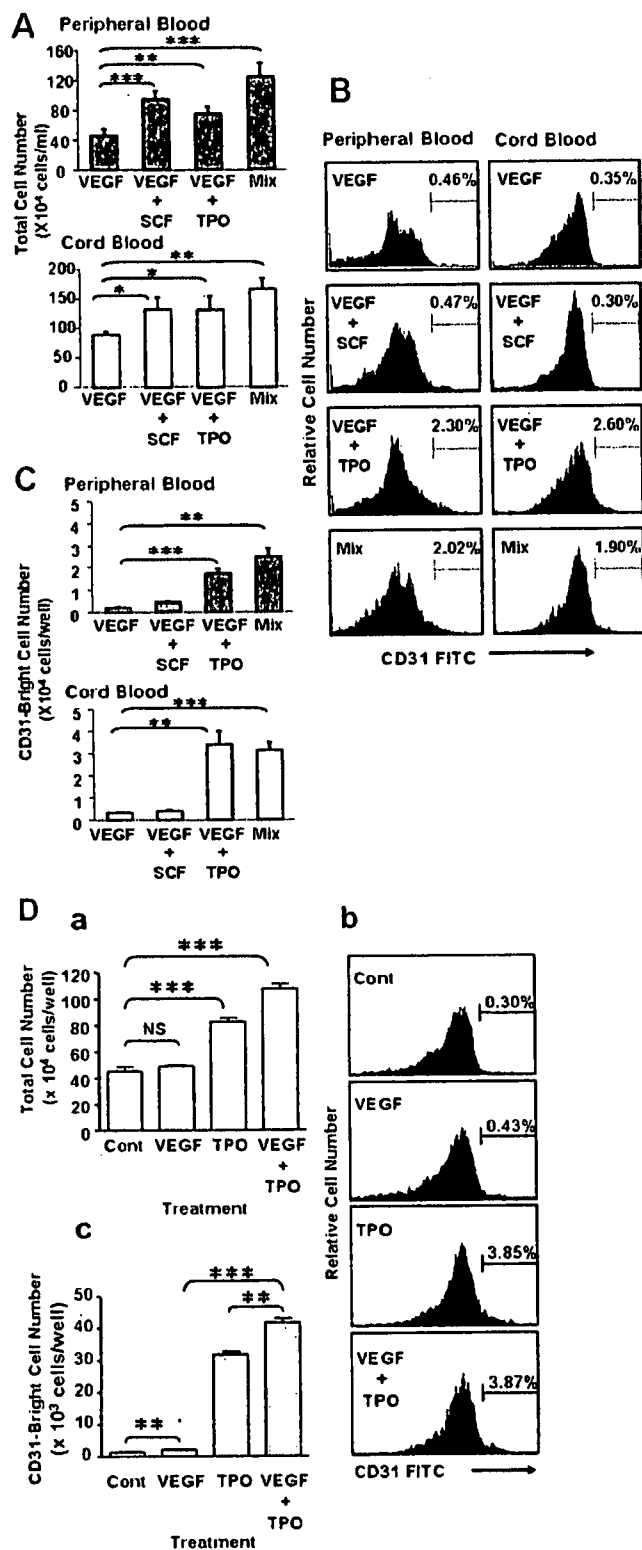 A
Peripheral Blood
Total Cell Number
(X10⁴ cells/ml)
160
120
80
40
0
***
**
***
VEGF
VEGF
+
SCF
VEGF
+
TPO
Mix
Cord Blood
200
150
100
50
0
**
*
*
VEGF
VEGF
+
SCF
VEGF
+
TPO
Mix
B
Peripheral Blood
Cord Blood
Relative Cell Number
VEGF
0.46%
VEGF
0.35%
VEGF
+
SCF
0.47%
VEGF
+
SCF
0.30%
VEGF
+
TPO
2.30%
VEGF
+
TPO
2.60%
Mix
2.02%
Mix
1.90%
CD31 FITC
C
Peripheral Blood
CD31-Bright Cell Number
(X10⁴ cells/well)
5
4
3
2
1
0
**
***
VEGF
VEGF
+
SCF
VEGF
+
TPO
Mix
Cord Blood
5
4
3
2
1
0
***
**
VEGF
VEGF
+
SCF
VEGF
+
TPO
Mix
D
a
Total Cell Number
(x 10⁴ cells/well)
120
100
80
60
40
20
0
***
***
NS
Cont
VEGF
TPO
VEGF
+
TPO
Treatment
b
Relative Cell Number
Cont
0.30%
VEGF
0.43%
TPO
3.85%
VEGF
+
TPO
3.87%
CD31 FITC
c
CD31-Bright Cell Number
(x 10³ cells/well)
50
40
30
20
10
0
***
**
**
Cont
VEGF
TPO
VEGF
+
TPO
Treatment